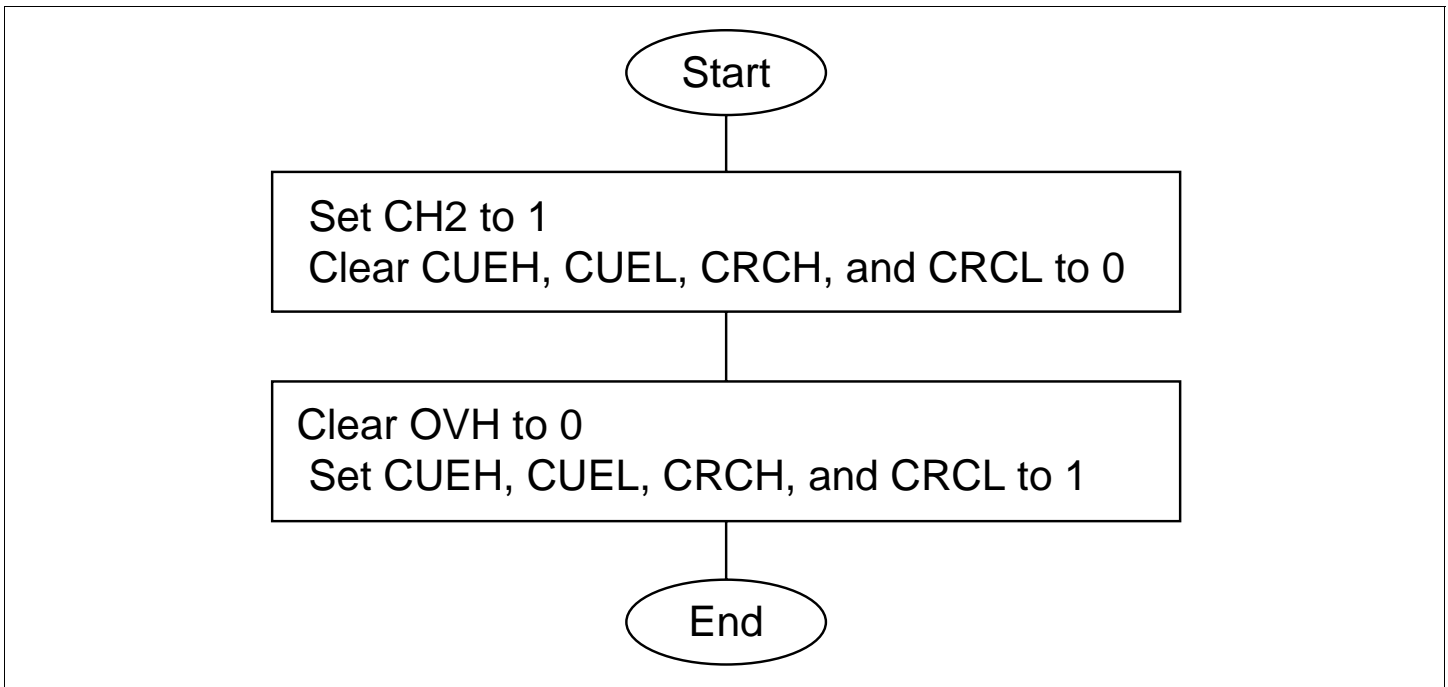 Start
Set CH2 to 1
Clear CUEH, CUEL, CRCH, and CRCL to 0
Clear OVH to 0
Set CUEH, CUEL, CRCH, and CRCL to 1
End